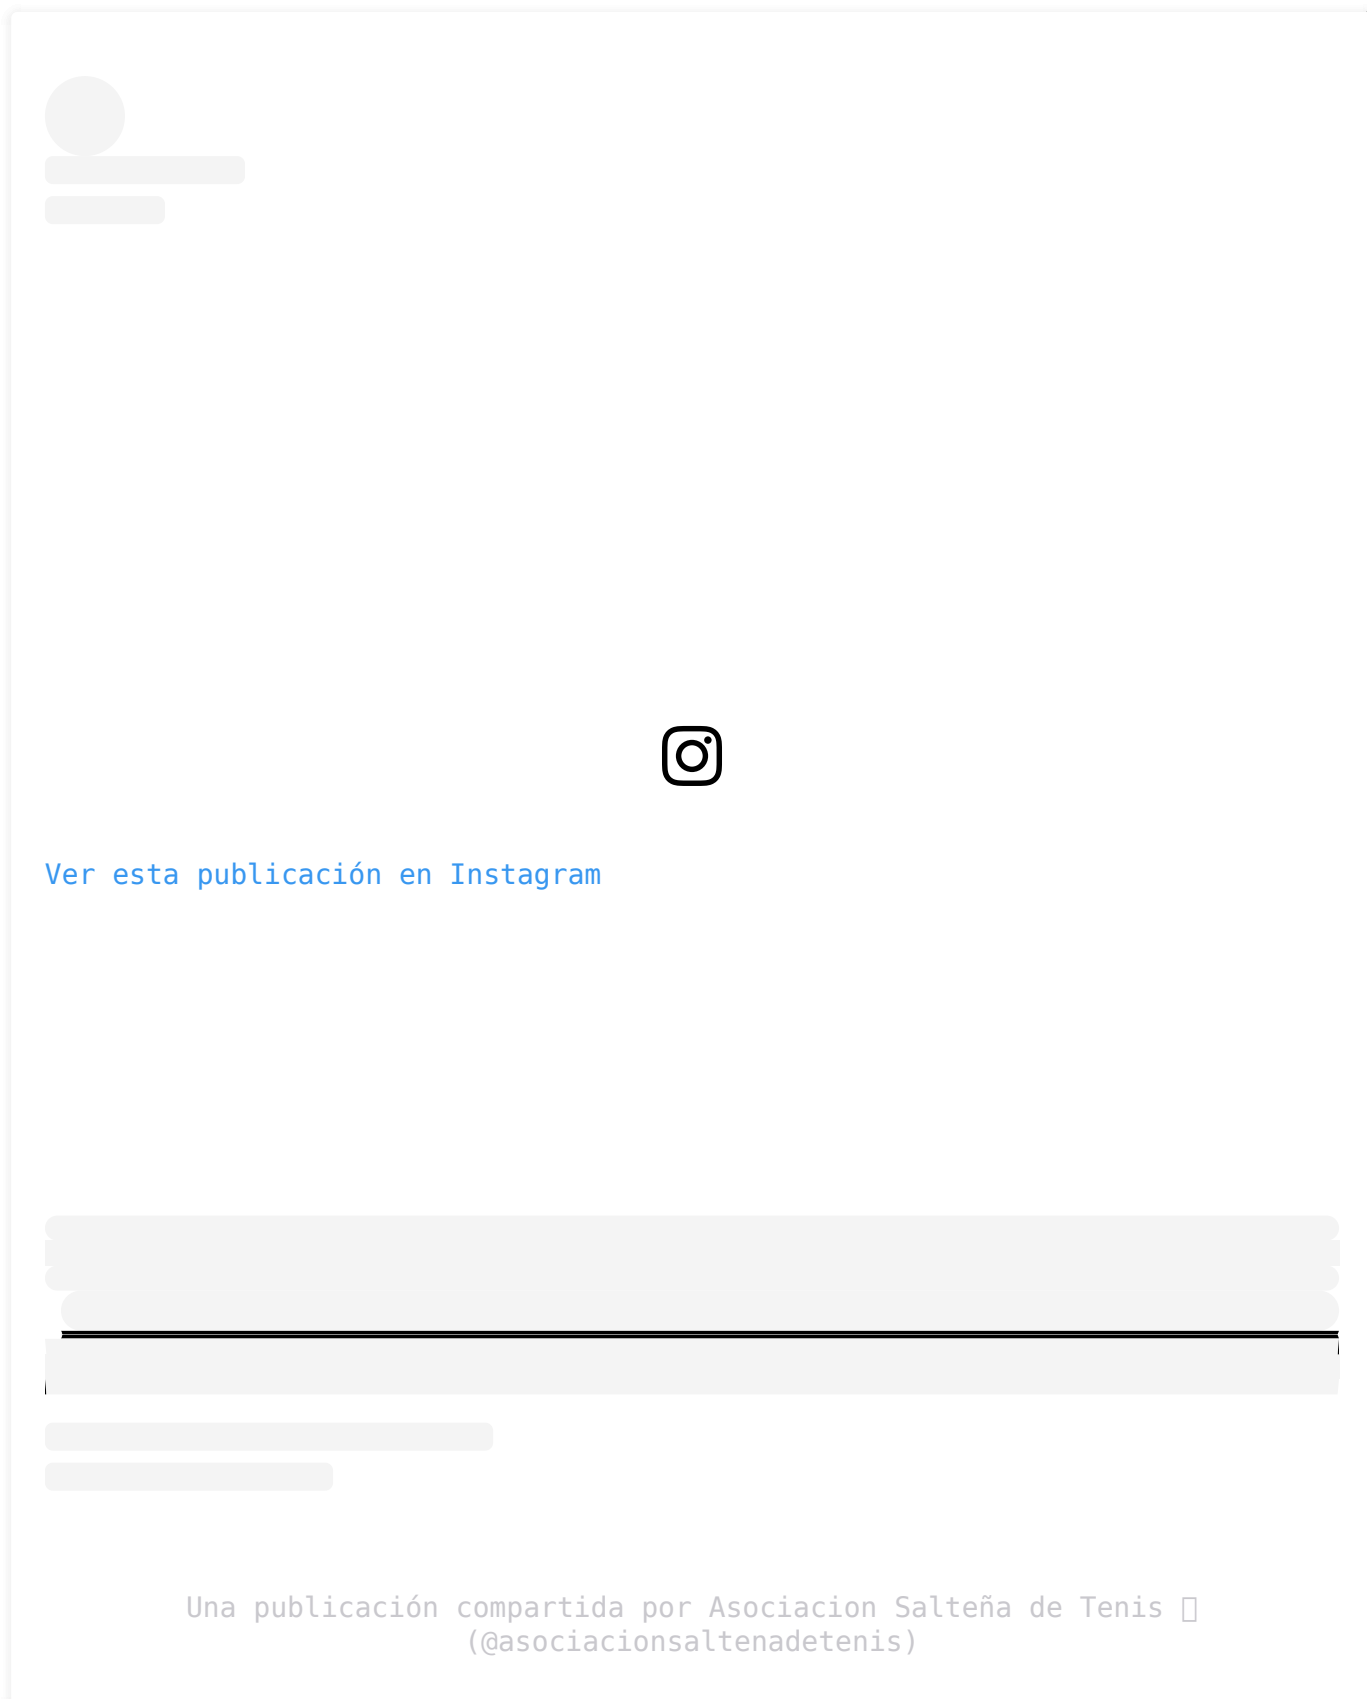 Ver esta publicación en Instagram
Una publicación compartida por Asociacion Salteña de Tenis
(@asociacionsaltenadetenis)